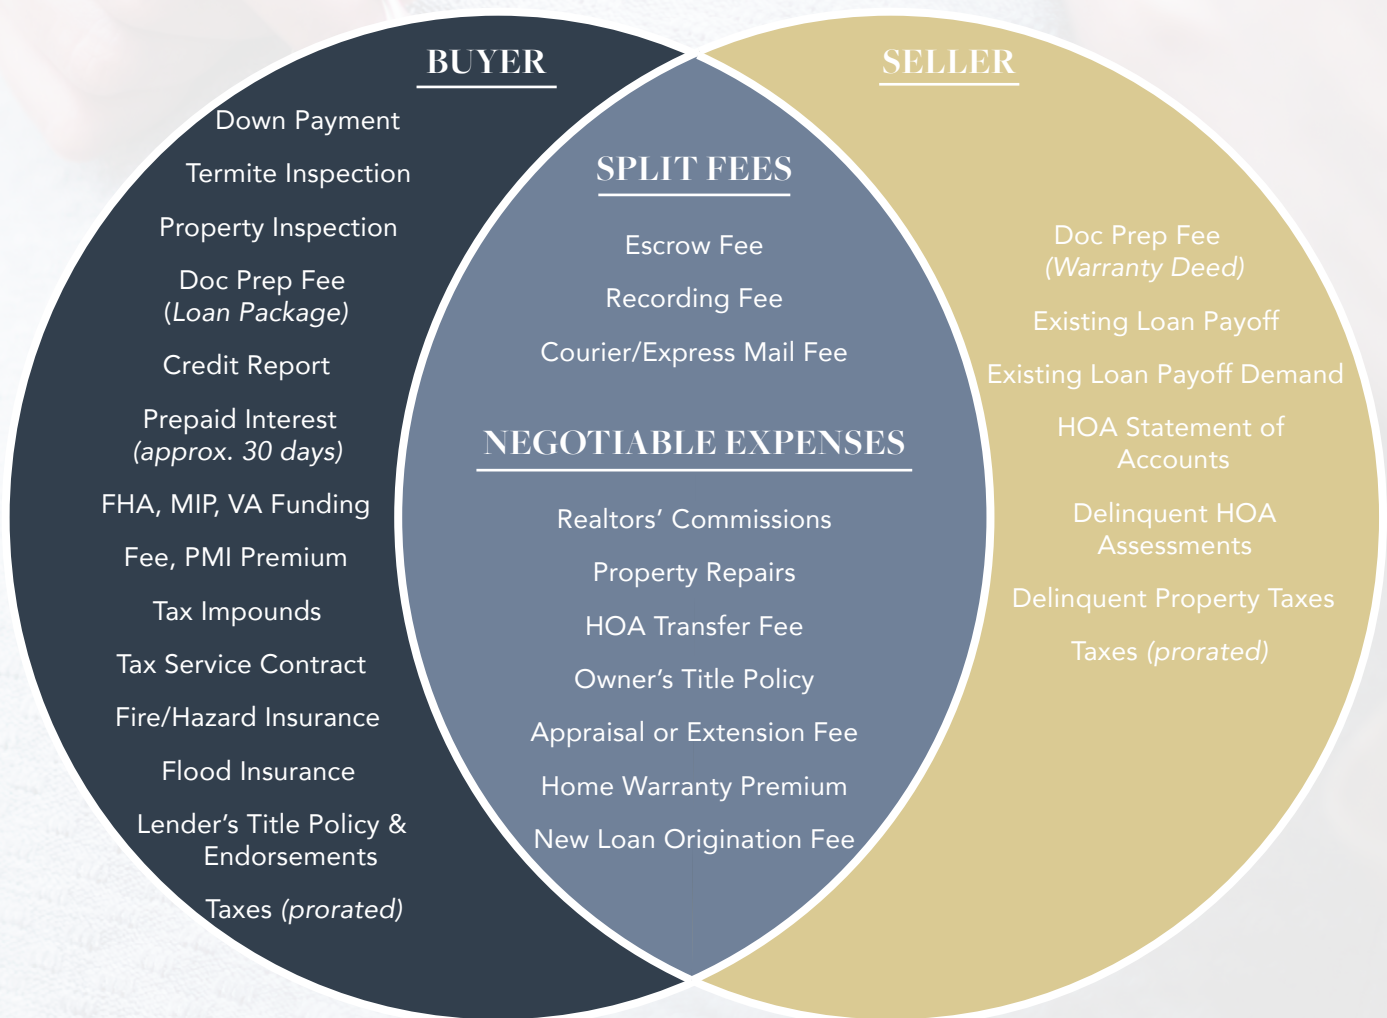 BUYER
Down Payment
Termite Inspection
Property Inspection
Doc Prep Fee
(Loan Package)
Credit Report
Prepaid Interest
(approx. 30 days)
FHA, MIP, VA Funding
Fee, PMI Premium
Tax Impounds
Tax Service Contract
Fire/Hazard Insurance
Flood Insurance
Lender’s Title Policy &
Endorsements
Taxes (prorated)
SPLIT FEES
Escrow Fee
Recording Fee
Courier/Express Mail Fee
NEGOTIABLE EXPENSES
Realtors’ Commissions
Property Repairs
HOA Transfer Fee
Owner’s Title Policy
Appraisal or Extension Fee
Home Warranty Premium
New Loan Origination Fee
SELLER
Doc Prep Fee
(Warranty Deed)
Existing Loan Payoff
Existing Loan Payoff Demand
HOA Statement of
Accounts
Delinquent HOA
Assessments
Delinquent Property Taxes
Taxes (prorated)